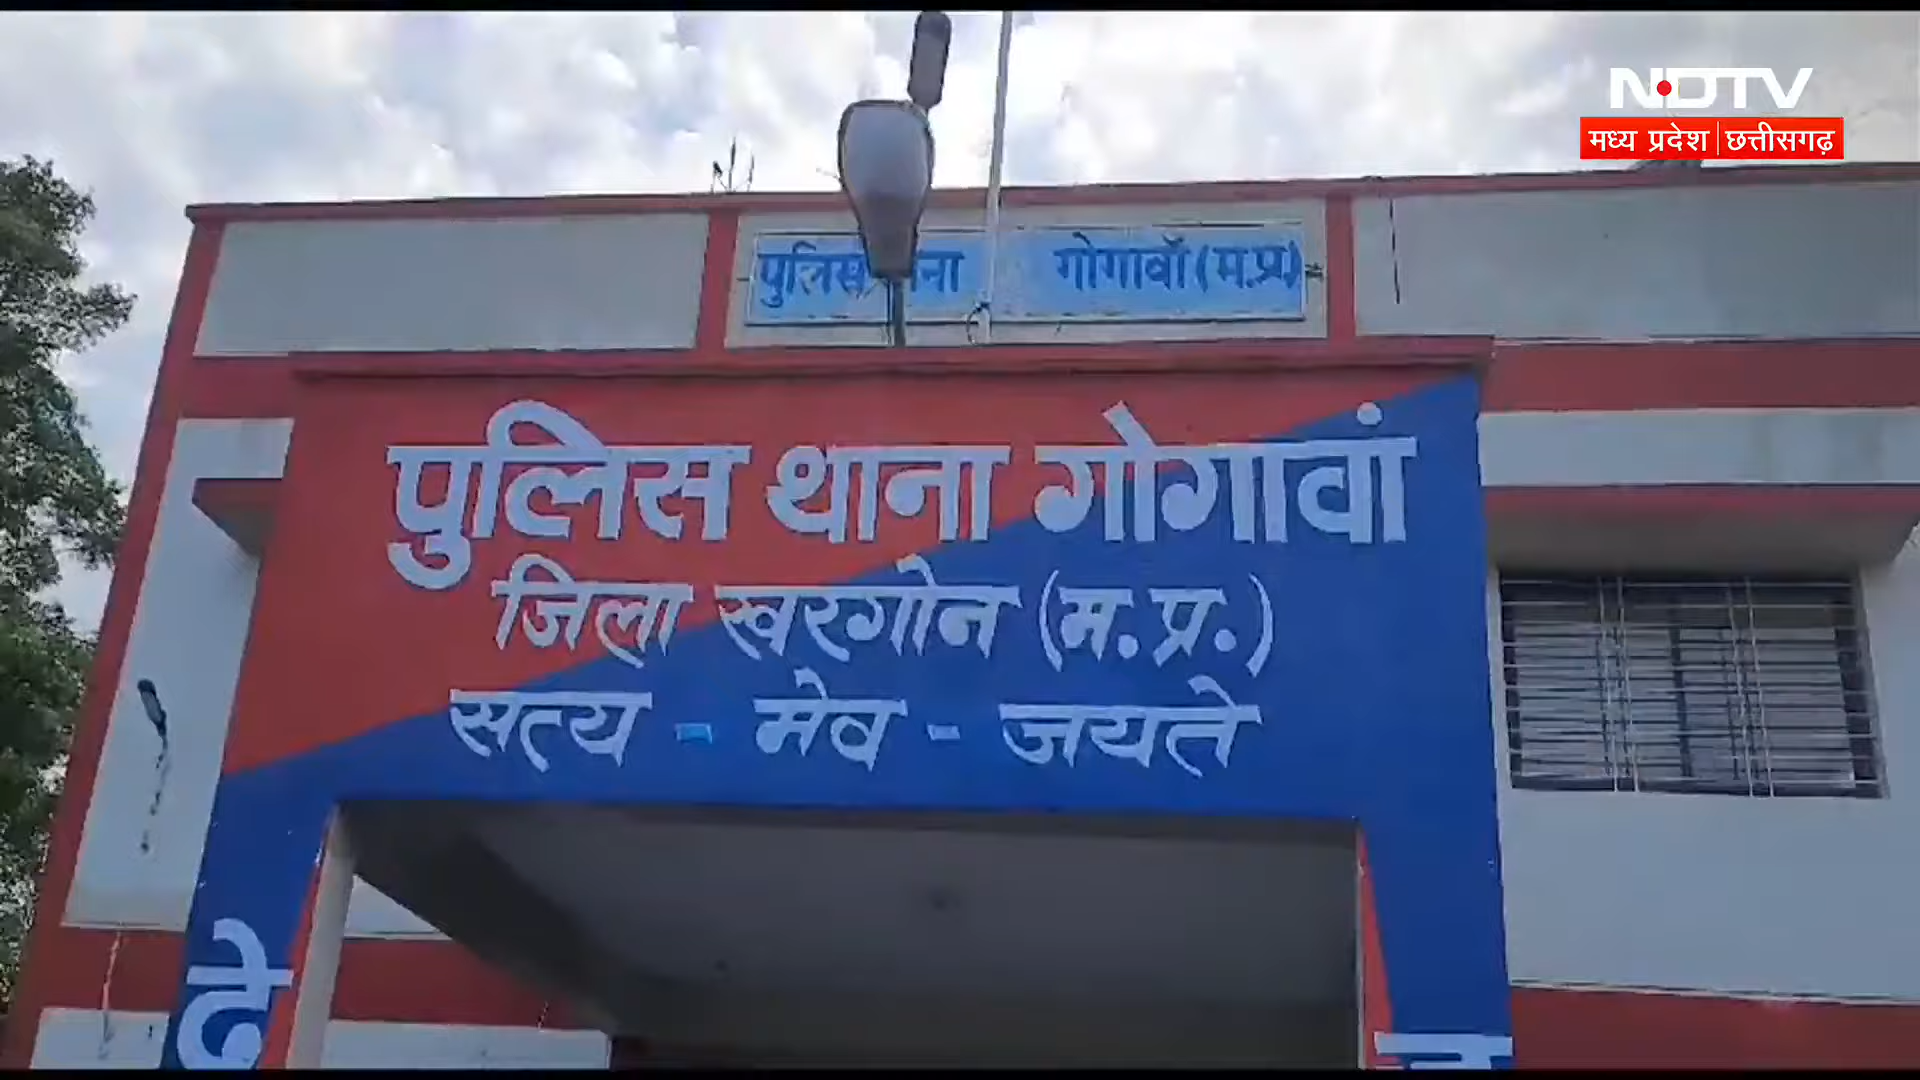 NDTV
मध्य प्रदेश | छत्तीसगढ़
पुलिस थाना गोगावॉ (म.प्र.)
पुलिस थाना गोगावां
जिला खरगोन (म.प्र.)
सत्य - मेव - जयते